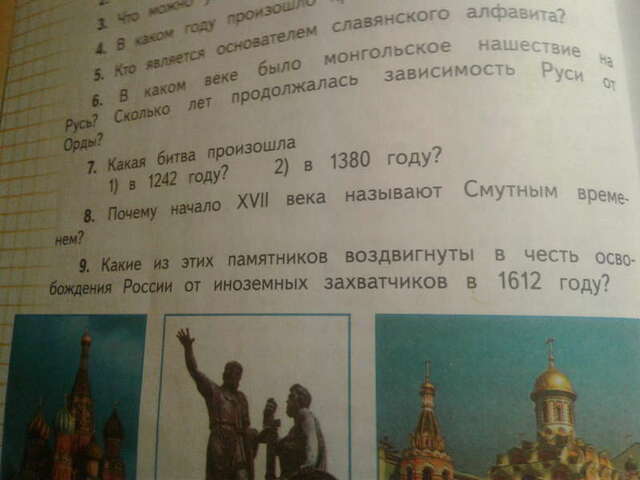 3. Что можно
4. В каком году произошло
5. Кто является основателем славянского алфавита?
6. В каком веке было монгольское нашествие на
Русь? Сколько лет продолжалась зависимость Руси от
Орды?
7. Какая битва произошла
1) в 1242 году? 2) в 1380 году?
8. Почему начало XVII века называют Смутным време-
нем?
9. Какие из этих памятников воздвигнуты в честь осво-
бождения России от иноземных захватчиков в 1612 году?